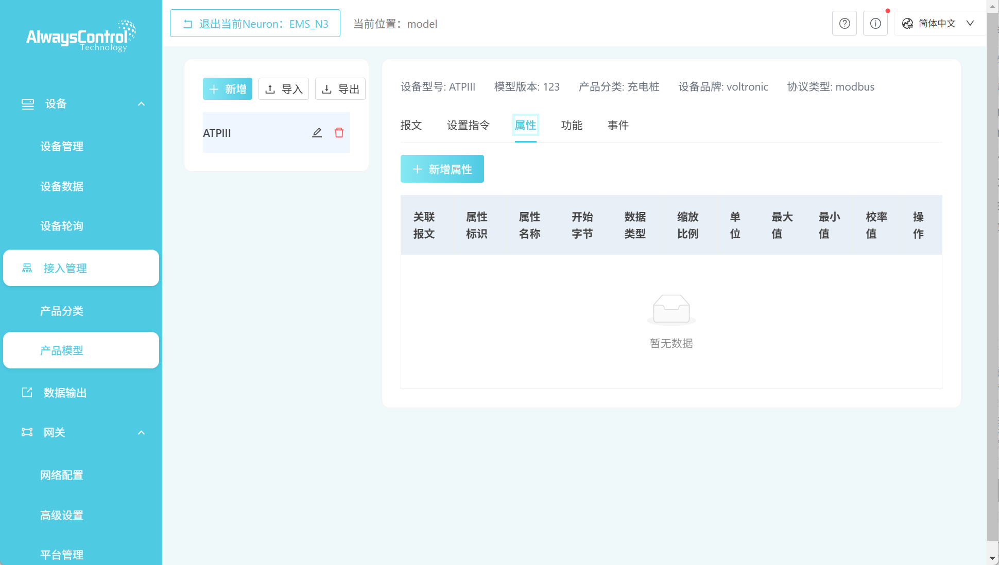 AlwaysControl
Technology
设备
设备管理
设备数据
设备轮询
接入管理
产品分类
产品模型
数据输出
网关
网络配置
高级设置
平台管理
退出当前Neuron：EMS_N3
当前位置：model
简体中文
新增
导入
导出
ATPIII
设备型号: ATPIII
模型版本: 123
产品分类: 充电桩
设备品牌: voltronic
协议类型: modbus
报文
设置指令
属性
功能
事件
新增属性
关联
报文
属性
标识
属性
名称
开始
字节
数据
类型
缩放
比例
单
位
最大
值
最小
值
校率
值
操
作
暂无数据